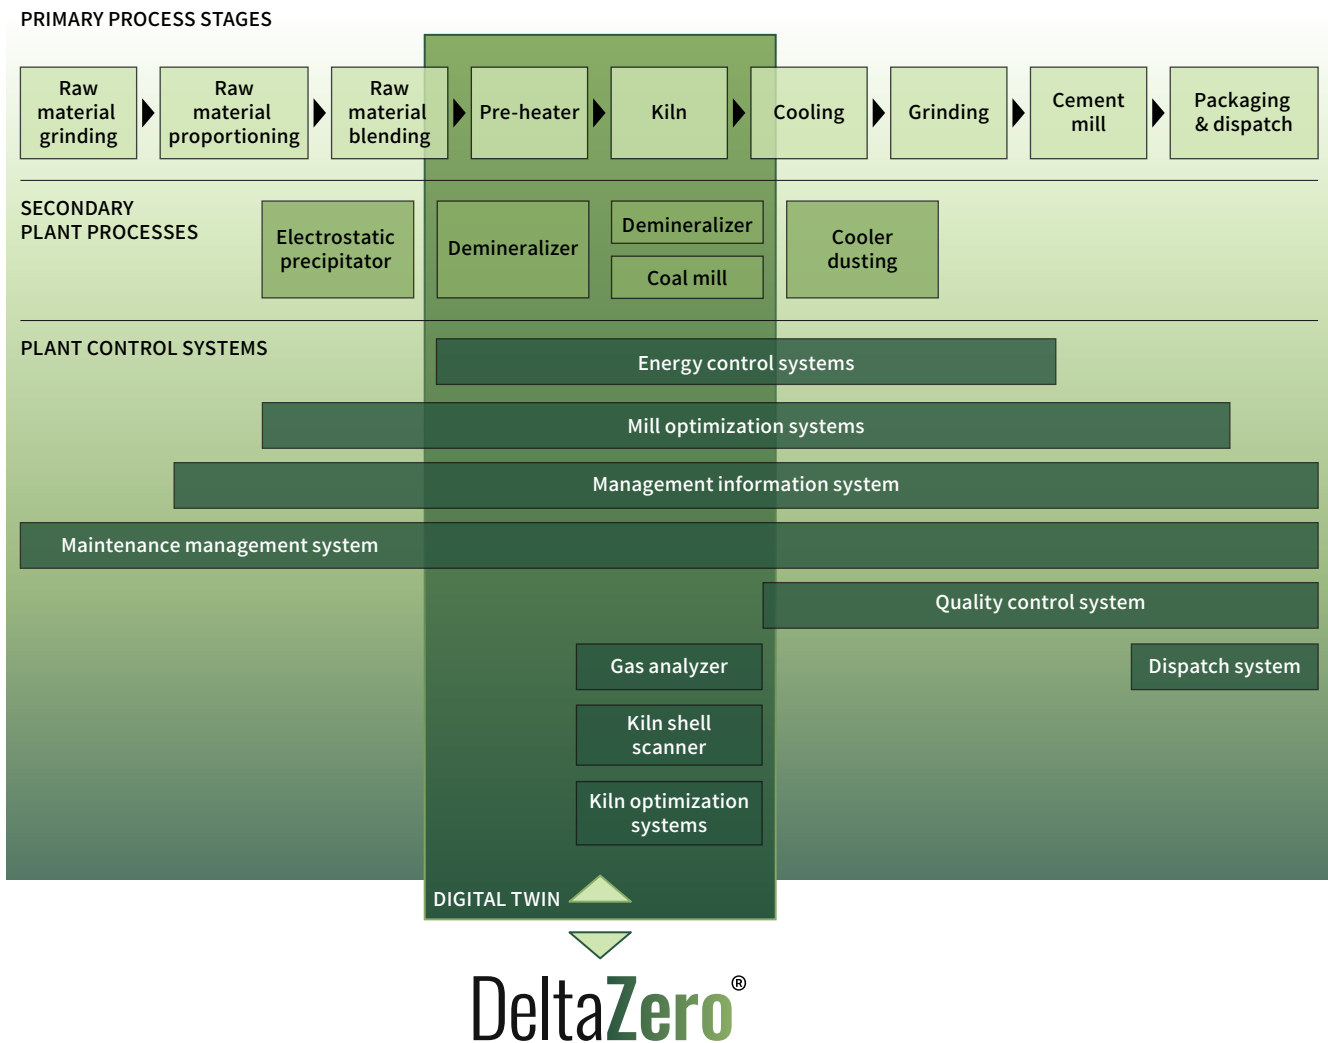 PRIMARY PROCESS STAGES
Raw
material
grinding
Raw
material
proportioning
Raw
material
blending
Pre-heater
Kiln
Cooling
Grinding
Cement
mill
Packaging
& dispatch
SECONDARY
PLANT PROCESSES
Electrostatic
precipitator
Demineralizer
Demineralizer
Coal mill
Cooler
dusting
PLANT CONTROL SYSTEMS
Energy control systems
Mill optimization systems
Management information system
Maintenance management system
Quality control system
Gas analyzer
Dispatch system
Kiln shell
scanner
Kiln optimization
systems
DIGITAL TWIN
DeltaZero®